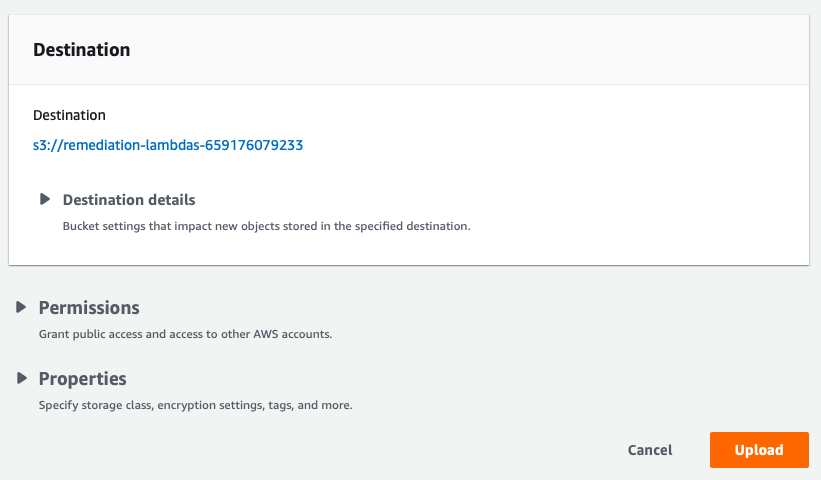 Destination
Destination
s3://remediation-lambdas-659176079233
Destination details
Bucket settings that impact new objects stored in the specified destination.
Permissions
Grant public access and access to other AWS accounts.
Properties
Specify storage class, encryption settings, tags, and more.
Cancel Upload